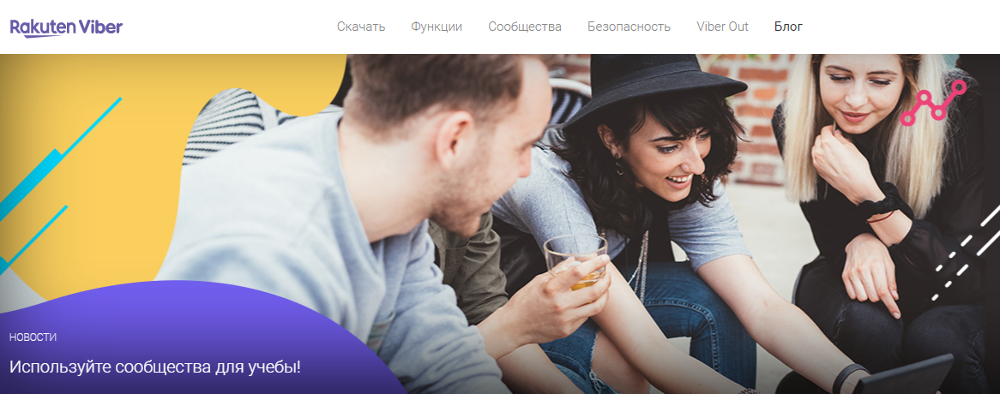 Rakuten Viber
Скачать
Функции
Сообщества
Безопасность
Viber Out
Блог
НОВОСТИ
Используйте сообщества для учебы!